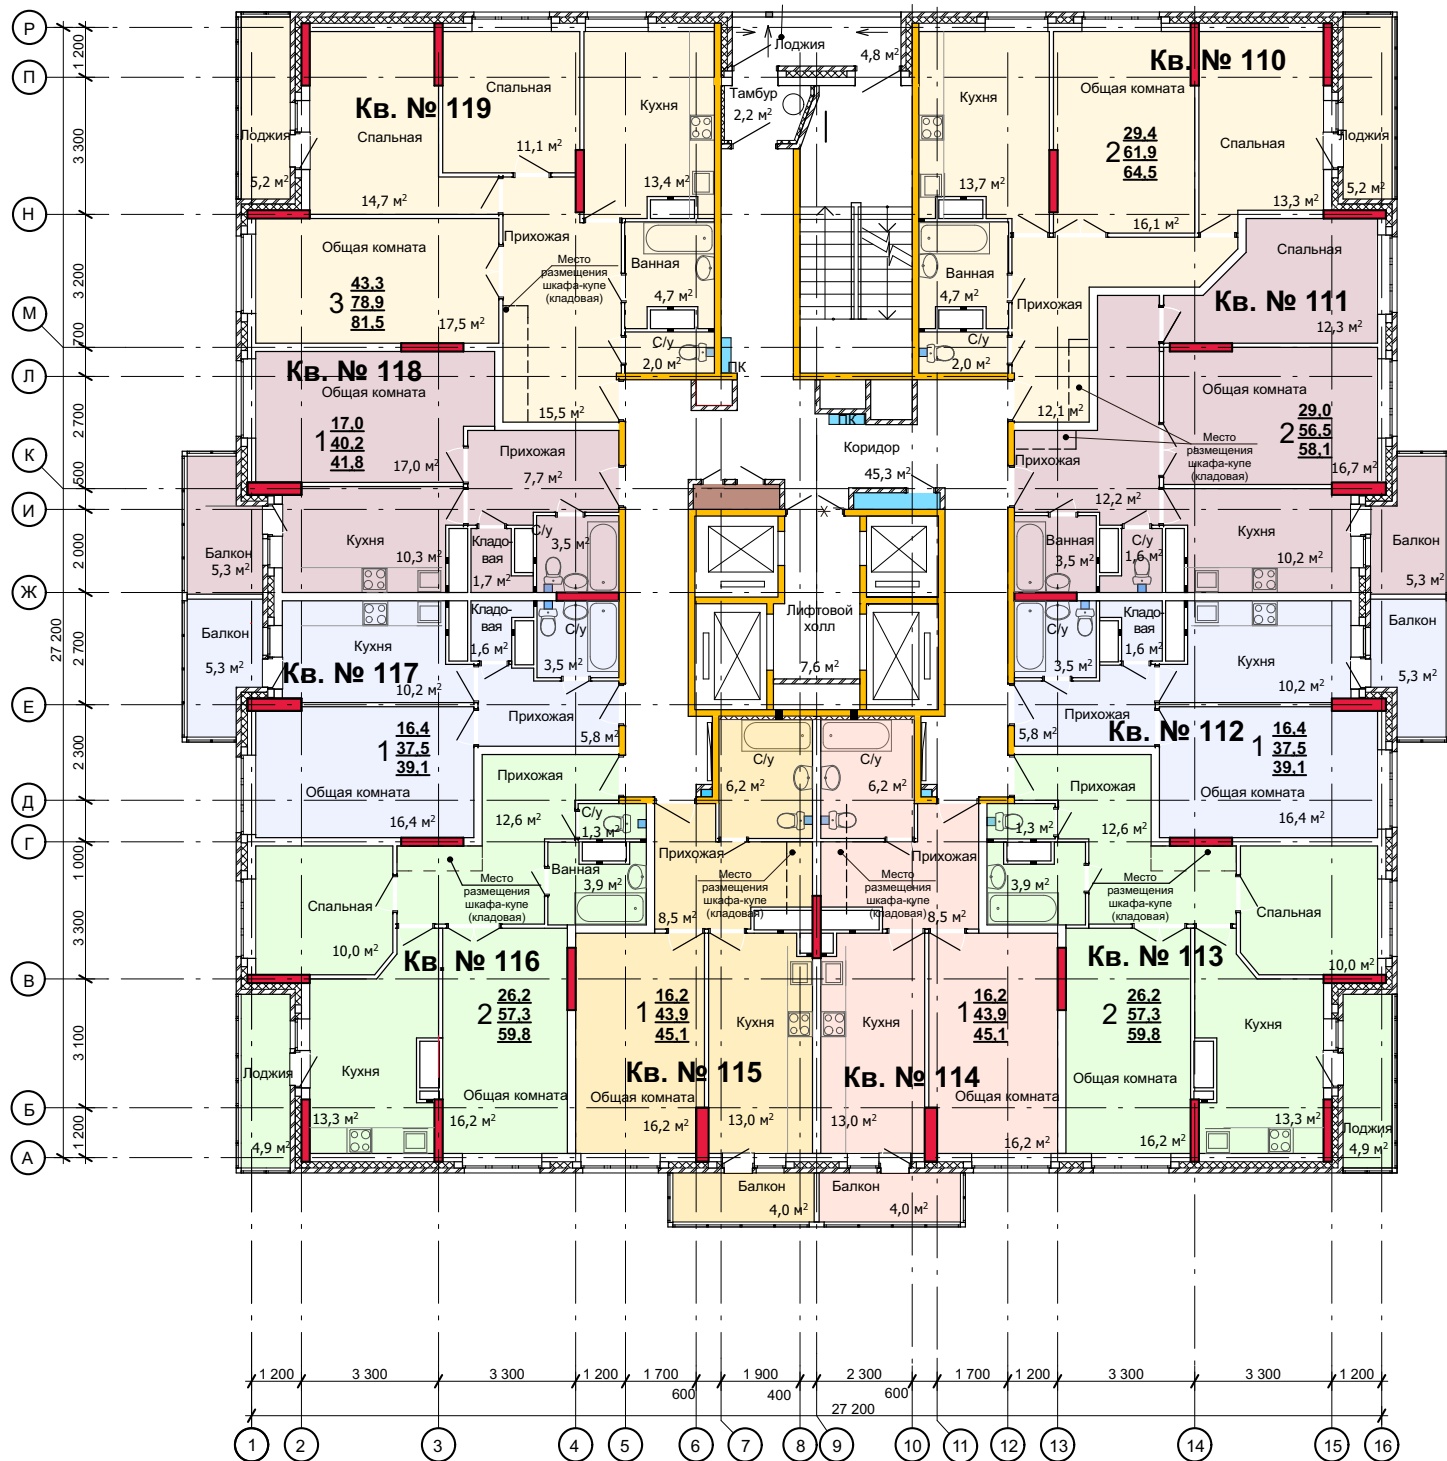 Р
П
Н
М
Л
К
И
Ж
Е
Д
Г
В
Б
А
1 200
3 300
3 200
700
2 700
500
2 000
2 700
2 300
1 000
3 300
3 100
1 200
27 200
Кв. № 119
Лоджия
5,2 м²
Спальная
14,7 м²
Спальная
11,1 м²
Кухня
13,4 м²
Общая комната
17,5 м²
3
43,3
78,9
81,5
Прихожая
15,5 м²
Место
размещения
шкафа-купе
(кладовая)
Ванная
4,7 м²
С/у
2,0 м²
Лоджия
4,8 м²
Тамбур
2,2 м²
ПК
ПК
Коридор
45,3 м²
Лифтовой
холл
7,6 м²
Кв. № 110
Кухня
13,7 м²
Общая комната
16,1 м²
2
29,4
61,9
64,5
Спальная
13,3 м²
Лоджия
5,2 м²
Ванная
4,7 м²
С/у
2,0 м²
Прихожая
12,1 м²
Кв. № 111
Спальная
12,3 м²
Общая комната
16,7 м²
2
29,0
56,5
58,1
Место
размещения
шкафа-купе
(кладовая)
Прихожая
12,2 м²
Ванная
3,5 м²
С/у
1,6 м²
Кухня
10,2 м²
Балкон
5,3 м²
Кв. № 118
Общая комната
17,0 м²
1
17,0
40,2
41,8
Прихожая
7,7 м²
Кухня
10,3 м²
Кладо-
вая
1,7 м²
С/у
3,5 м²
Балкон
5,3 м²
Кв. № 117
Балкон
5,3 м²
Кухня
10,2 м²
Кладо-
вая
1,6 м²
С/у
3,5 м²
Прихожая
5,8 м²
1
16,4
37,5
39,1
Общая комната
16,4 м²
Кв. № 112
С/у
3,5 м²
Кладо-
вая
1,6 м²
Кухня
10,2 м²
Балкон
5,3 м²
Прихожая
5,8 м²
1
16,4
37,5
39,1
Общая комната
16,4 м²
Кв. № 116
Прихожая
12,6 м²
С/у
1,3 м²
Ванная
3,9 м²
Место
размещения
шкафа-купе
(кладовая)
Спальная
10,0 м²
2
26,2
57,3
59,8
Лоджия
4,9 м²
Кухня
13,3 м²
Общая комната
16,2 м²
Кв. № 115
С/у
6,2 м²
Прихожая
8,5 м²
Место
размещения
шкафа-купе
(кладовая)
1
16,2
43,9
45,1
Общая комната
16,2 м²
Кухня
13,0 м²
Балкон
4,0 м²
Кв. № 114
С/у
6,2 м²
Прихожая
8,5 м²
Место
размещения
шкафа-купе
(кладовая)
1
16,2
43,9
45,1
Кухня
13,0 м²
Общая комната
16,2 м²
Балкон
4,0 м²
Кв. № 113
Прихожая
12,6 м²
1,3 м²
3,9 м²
Место
размещения
шкафа-купе
(кладовая)
Спальная
10,0 м²
2
26,2
57,3
59,8
Общая комната
16,2 м²
Кухня
13,3 м²
Лоджия
4,9 м²
1 200
3 300
3 300
1 200
1 700
600
1 900
400
2 300
600
1 700
1 200
3 300
3 300
1 200
27 200
1
2
3
4
5
6
7
8
9
10
11
12
13
14
15
16